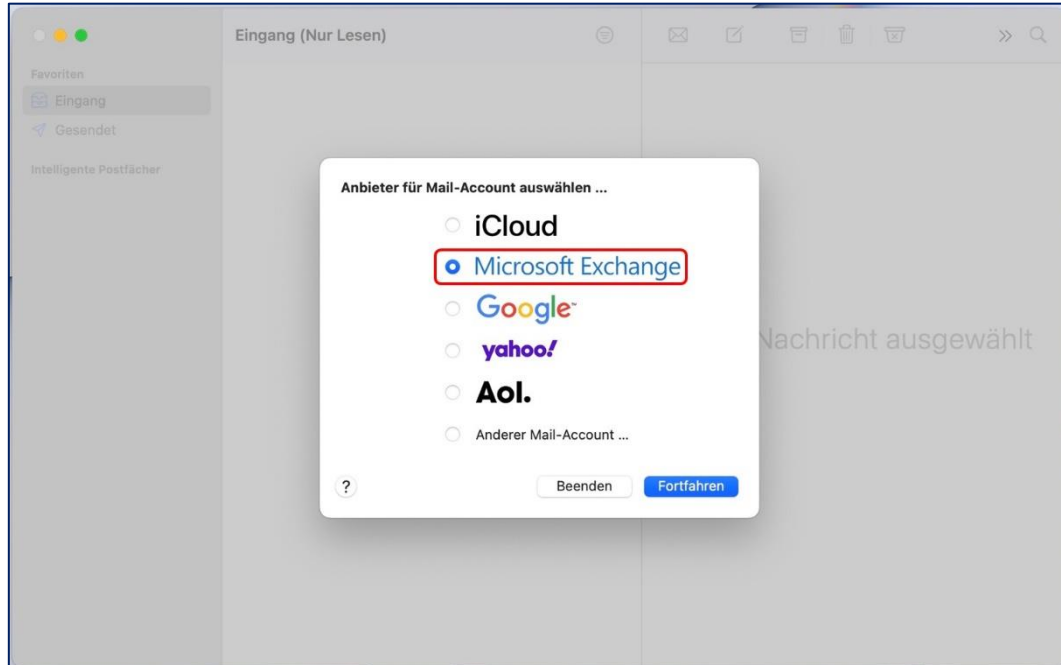 Eingang (Nur Lesen)
Favoriten
Eingang
Gesendet
Intelligente Postfächer
Anbieter für Mail-Account auswählen ...
iCloud
Microsoft Exchange
Google™
yahoo!
Aol.
Anderer Mail-Account ...
Nachricht ausgewählt
?
Beenden
Fortfahren